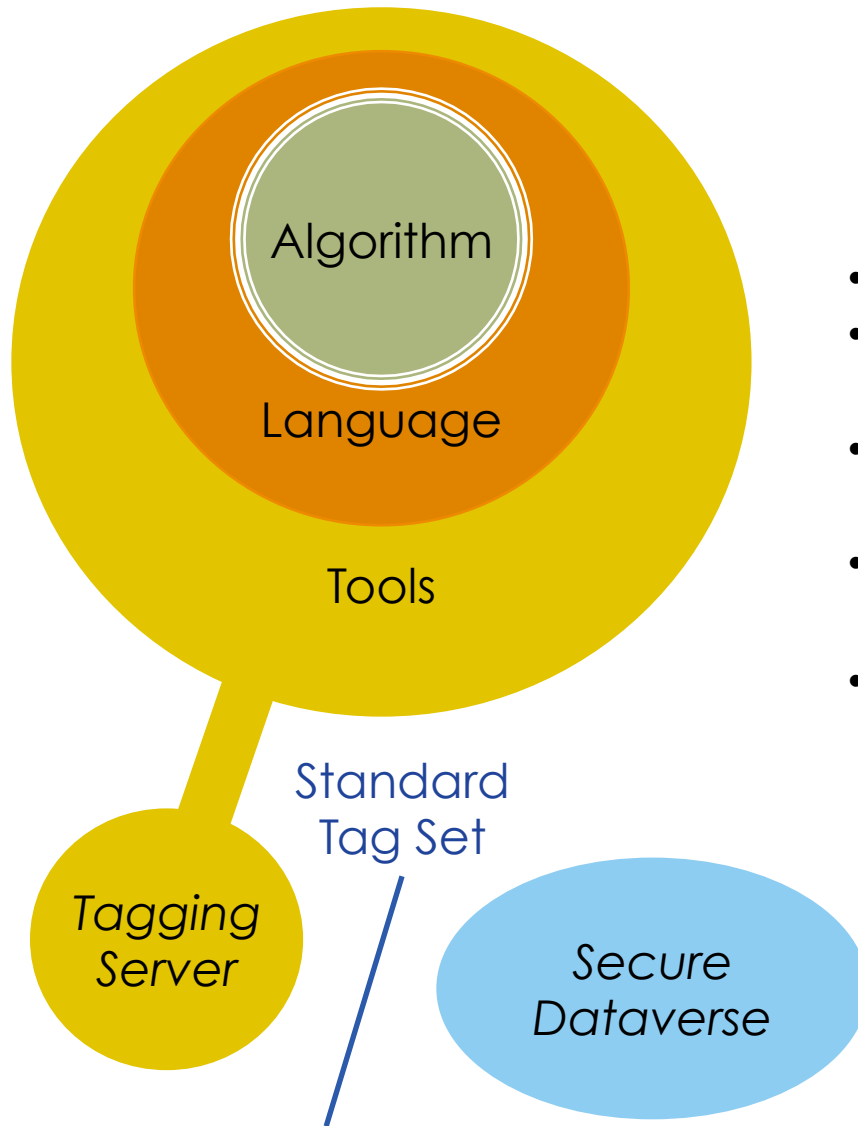 Algorithm
Language
Tools
Standard
Tag Set
Tagging
Server
Secure
Dataverse